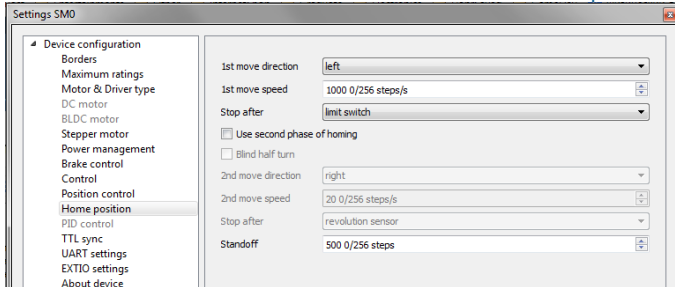 Settings SM0
Device configuration
Borders
Maximum ratings
Motor & Driver type
DC motor
BLDC motor
Stepper motor
Power management
Brake control
Control
Position control
Home position
PID control
TTL sync
UART settings
EXTIO settings
About device
1st move direction left
1st move speed 1000 0/256 steps/s
Stop after limit switch
Use second phase of homing
Blind half turn
2nd move direction right
2nd move speed 20 0/256 steps/s
Stop after revolution sensor
Standoff 500 0/256 steps